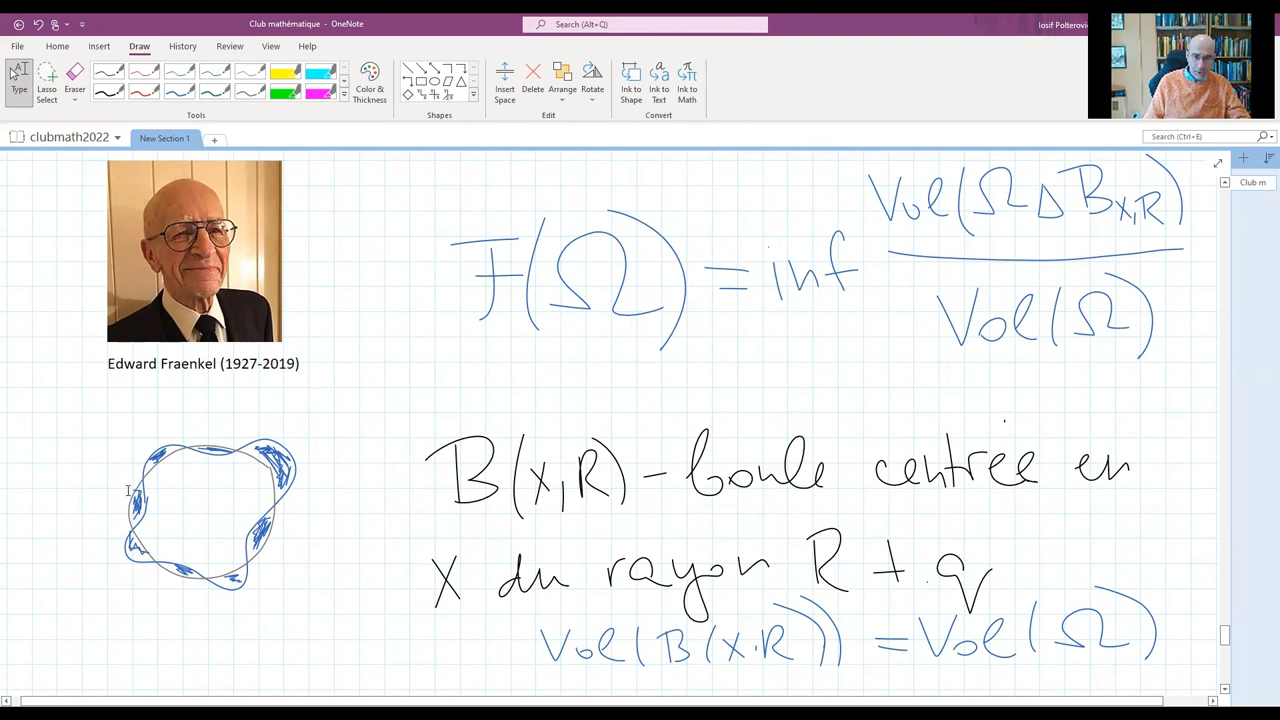 Club mathématique - OneNote
Search (Alt+Q)
Iosif Polterovi
File Home Insert Draw History Review View Help
Type
Lasso Select
Eraser
Color & Thickness
Insert Space
Delete
Arrange
Rotate
Ink to Shape
Ink to Text
Ink to Math
Tools
Shapes
Edit
Convert
clubmath2022
New Section 1
Search (Ctrl+E)
Club m
Edward Fraenkel (1927-2019)
F(Ω) = inf Vol(Ω Δ B_{X,R}) / Vol(Ω)
B(X,R) - boule centrée en
X du rayon R t.q
Vol(B(X.R)) = Vol(Ω)